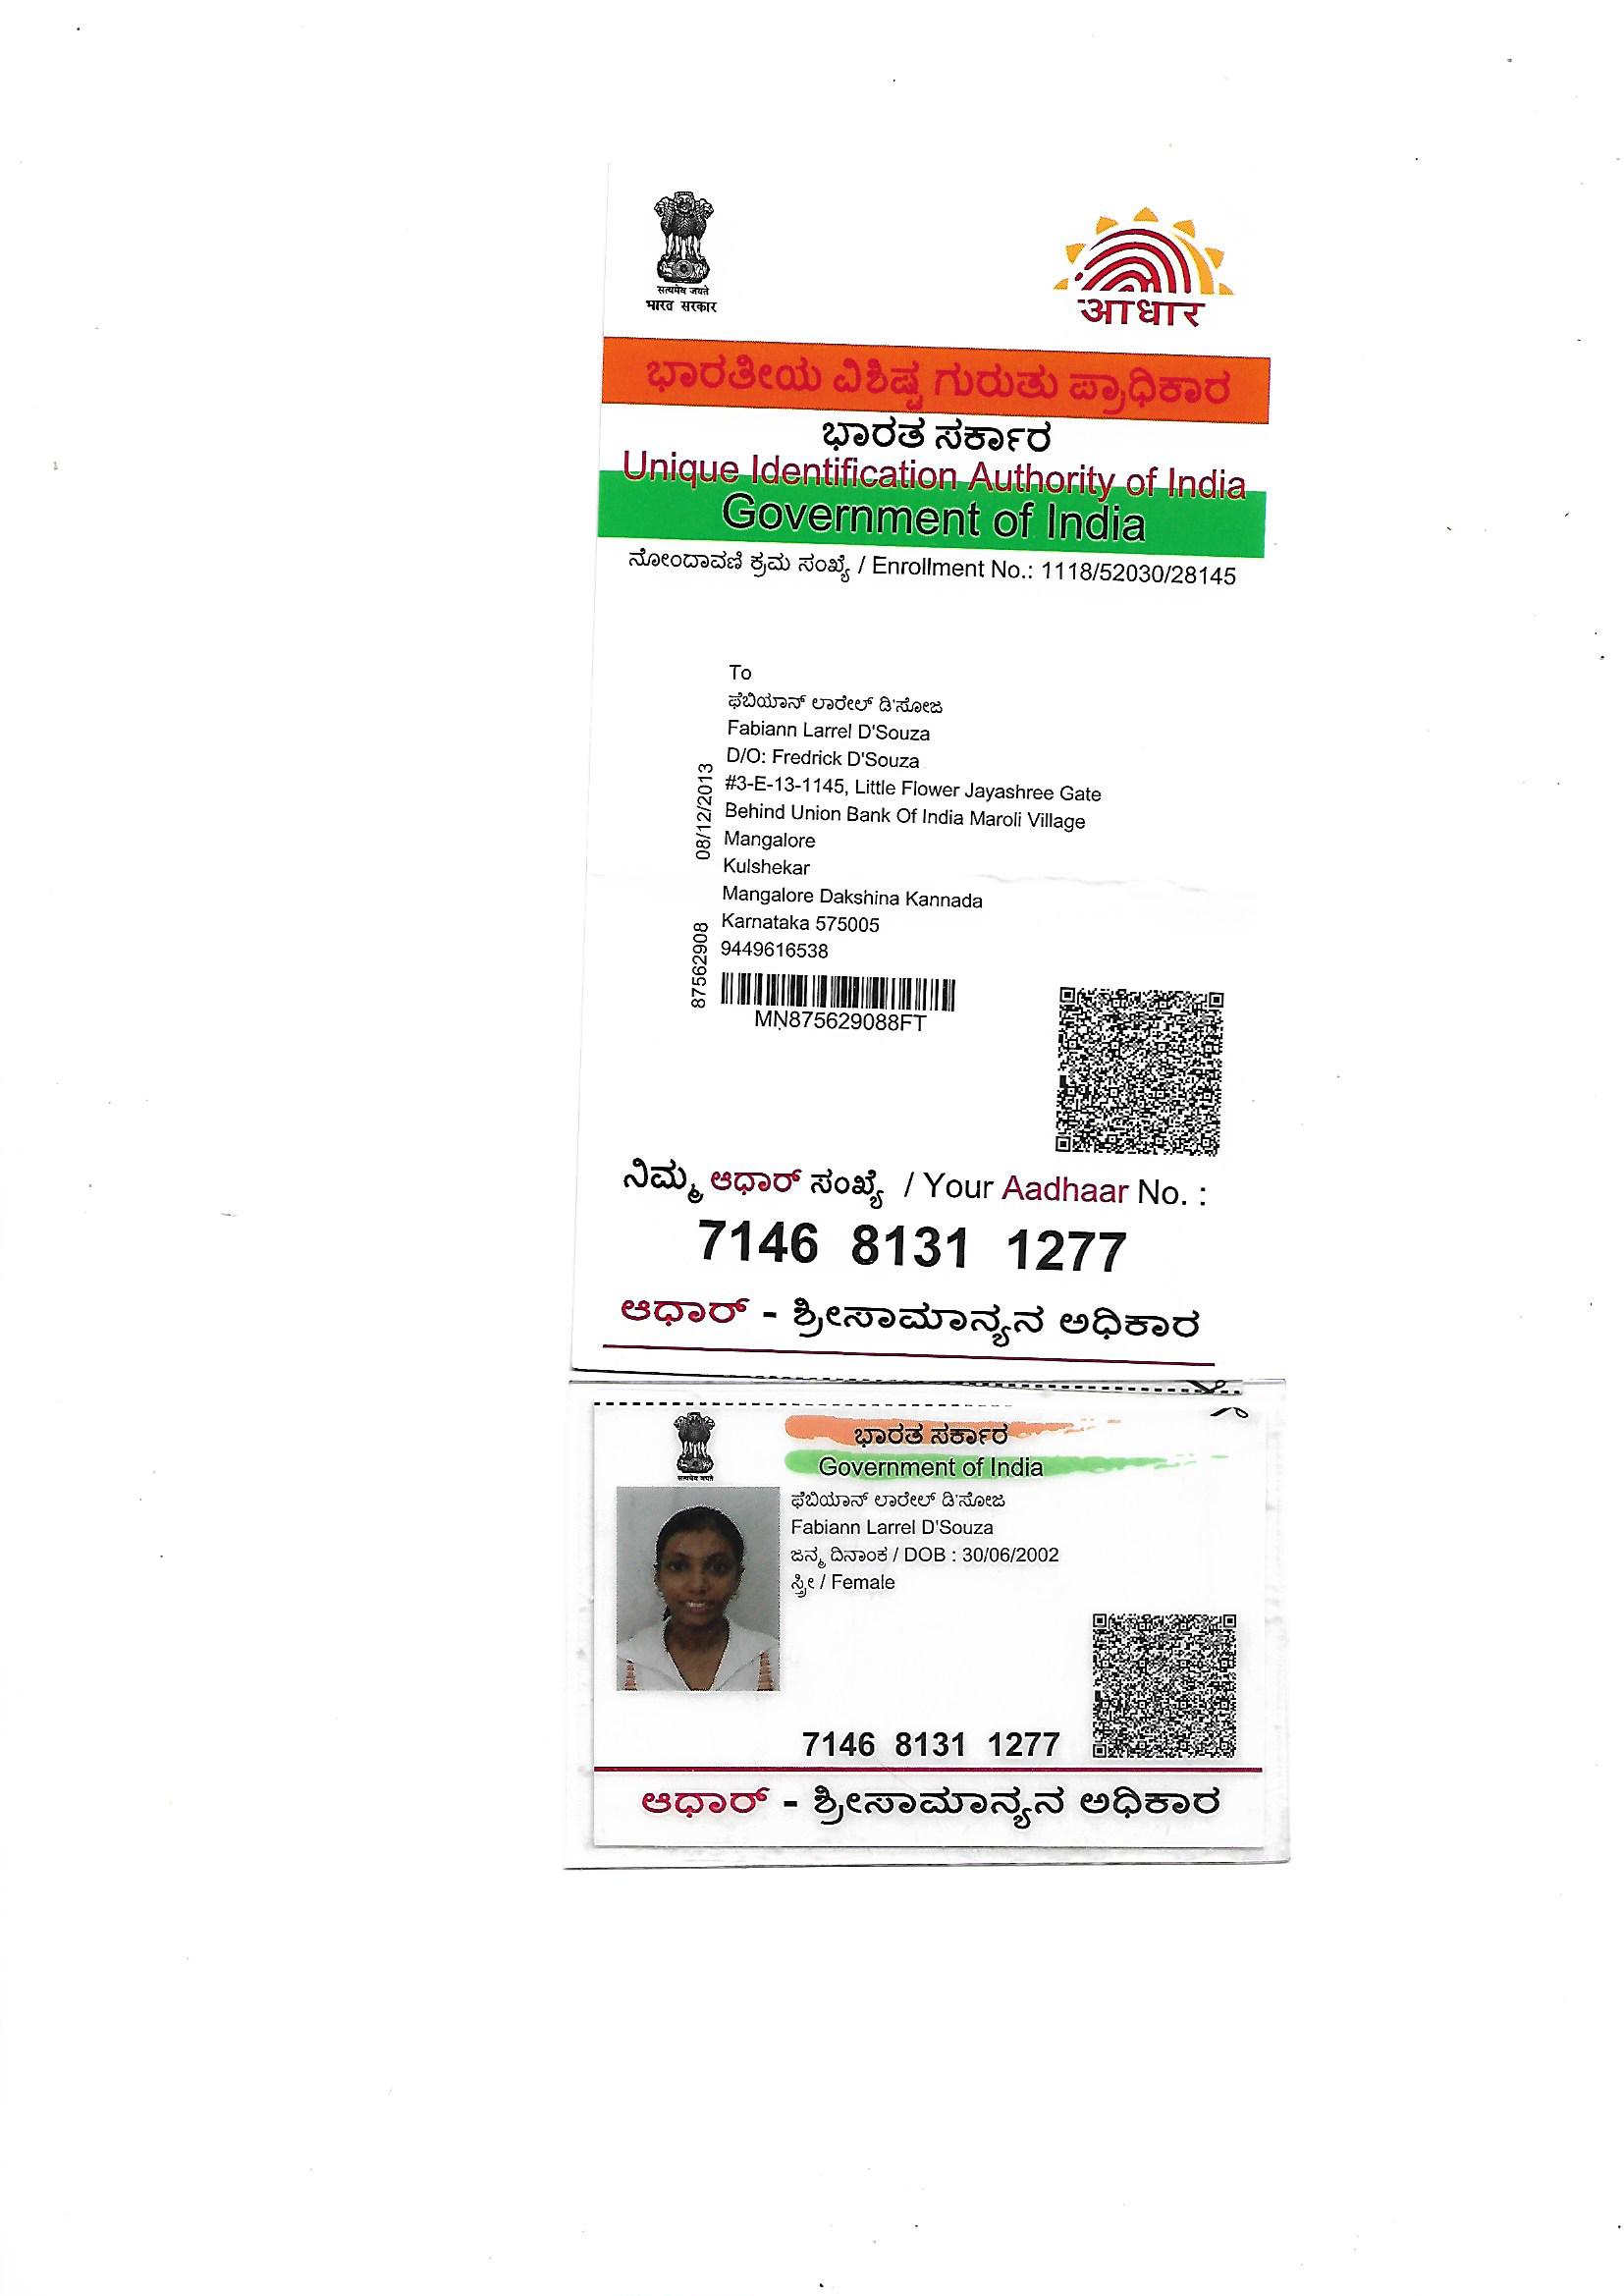 सत्यमेव जयते
भारत सरकार
आधार
ಭಾರತೀಯ ವಿಶಿಷ್ಟ ಗುರುತು ಪ್ರಾಧಿಕಾರ
ಭಾರತ ಸರ್ಕಾರ
Unique Identification Authority of India
Government of India
ನೋಂದಾವಣಿ ಕ್ರಮ ಸಂಖ್ಯೆ / Enrollment No.: 1118/52030/28145
To
ಫೆಬಿಯಾನ್ ಲಾರೇಲ್ ಡಿ'ಸೋಜ
Fabiann Larrel D'Souza
D/O: Fredrick D'Souza
#3-E-13-1145, Little Flower Jayashree Gate
Behind Union Bank Of India Maroli Village
Mangalore
Kulshekar
Mangalore Dakshina Kannada
Karnataka 575005
9449616538
08/12/2013
87562908
MN875629088FT
ನಿಮ್ಮ ಆಧಾರ್ ಸಂಖ್ಯೆ / Your Aadhaar No. :
7146 8131 1277
ಆಧಾರ್ - ಶ್ರೀಸಾಮಾನ್ಯನ ಅಧಿಕಾರ
सत्यमेव जयते
ಭಾರತ ಸರ್ಕಾರ
Government of India
ಫೆಬಿಯಾನ್ ಲಾರೇಲ್ ಡಿ'ಸೋಜ
Fabiann Larrel D'Souza
ಜನ್ಮ ದಿನಾಂಕ / DOB : 30/06/2002
ಸ್ತ್ರೀ / Female
7146 8131 1277
ಆಧಾರ್ - ಶ್ರೀಸಾಮಾನ್ಯನ ಅಧಿಕಾರ